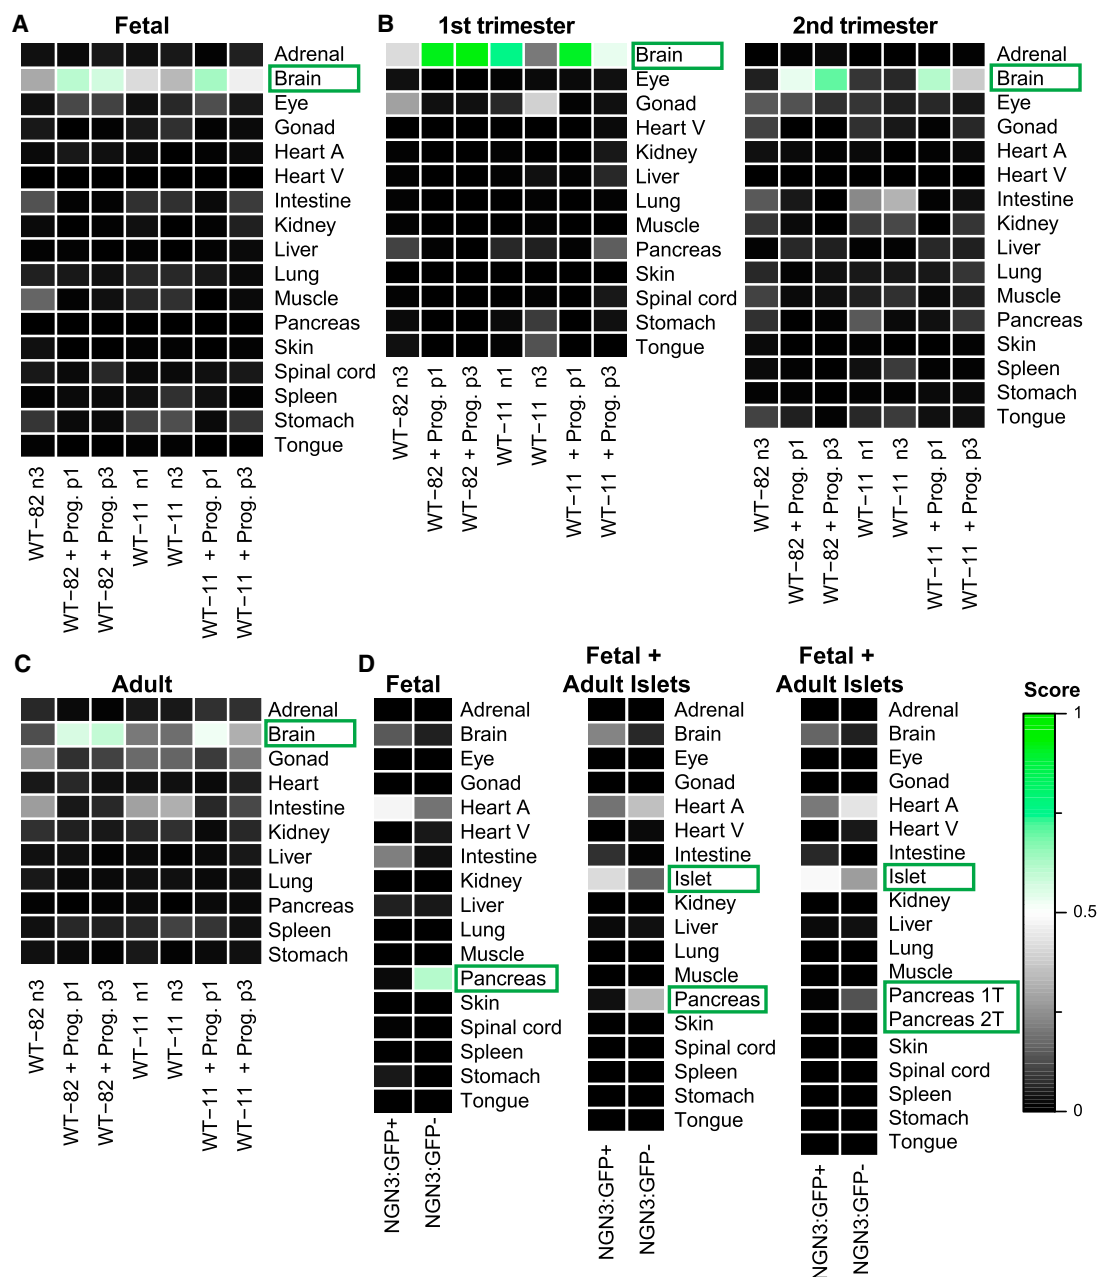 A
Fetal
Adrenal
Brain
Eye
Gonad
Heart A
Heart V
Intestine
Kidney
Liver
Lung
Muscle
Pancreas
Skin
Spinal cord
Spleen
Stomach
Tongue
WT−82 n3
WT−82 + Prog. p1
WT−82 + Prog. p3
WT−11 n1
WT−11 n3
WT−11 + Prog. p1
WT−11 + Prog. p3
B
1st trimester
Brain
Eye
Gonad
Heart V
Kidney
Liver
Lung
Muscle
Pancreas
Skin
Spinal cord
Stomach
Tongue
WT−82 n3
WT−82 + Prog. p1
WT−82 + Prog. p3
WT−11 n1
WT−11 n3
WT−11 + Prog. p1
WT−11 + Prog. p3
2nd trimester
Adrenal
Brain
Eye
Gonad
Heart A
Heart V
Intestine
Kidney
Liver
Lung
Muscle
Pancreas
Skin
Spleen
Stomach
Tongue
WT−82 n3
WT−82 + Prog. p1
WT−82 + Prog. p3
WT−11 n1
WT−11 n3
WT−11 + Prog. p1
WT−11 + Prog. p3
C
Adult
Adrenal
Brain
Gonad
Heart
Intestine
Kidney
Liver
Lung
Pancreas
Spleen
Stomach
WT−82 n3
WT−82 + Prog. p1
WT−82 + Prog. p3
WT−11 n1
WT−11 n3
WT−11 + Prog. p1
WT−11 + Prog. p3
D
Fetal
Adrenal
Brain
Eye
Gonad
Heart A
Heart V
Intestine
Kidney
Liver
Lung
Muscle
Pancreas
Skin
Spinal cord
Spleen
Stomach
Tongue
NGN3:GFP+
NGN3:GFP-
Fetal +
Adult Islets
Adrenal
Brain
Eye
Gonad
Heart A
Heart V
Intestine
Islet
Kidney
Liver
Lung
Muscle
Pancreas
Skin
Spinal cord
Spleen
Stomach
Tongue
NGN3:GFP+
NGN3:GFP-
Fetal +
Adult Islets
Adrenal
Brain
Eye
Gonad
Heart A
Heart V
Intestine
Islet
Kidney
Liver
Lung
Muscle
Pancreas 1T
Pancreas 2T
Skin
Spinal cord
Spleen
Stomach
Tongue
NGN3:GFP+
NGN3:GFP-
Score
1
0.5
0